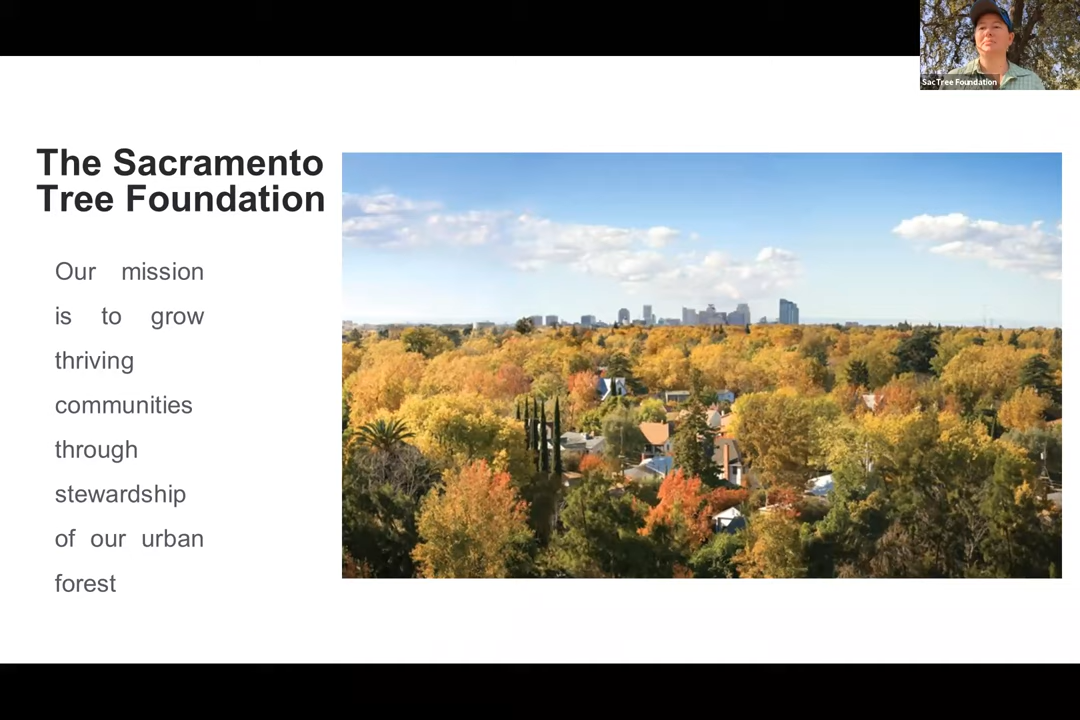 SacTree Foundation
The Sacramento
Tree Foundation
Our mission
is to grow
thriving
communities
through
stewardship
of our urban
forest